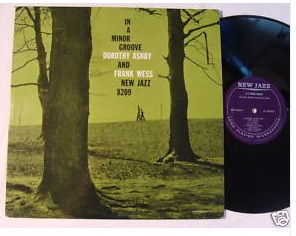 IN
A
MINOR
GROOVE
DOROTHY ASHBY
AND
FRANK WESS
NEW JAZZ
8209
NEW JAZZ